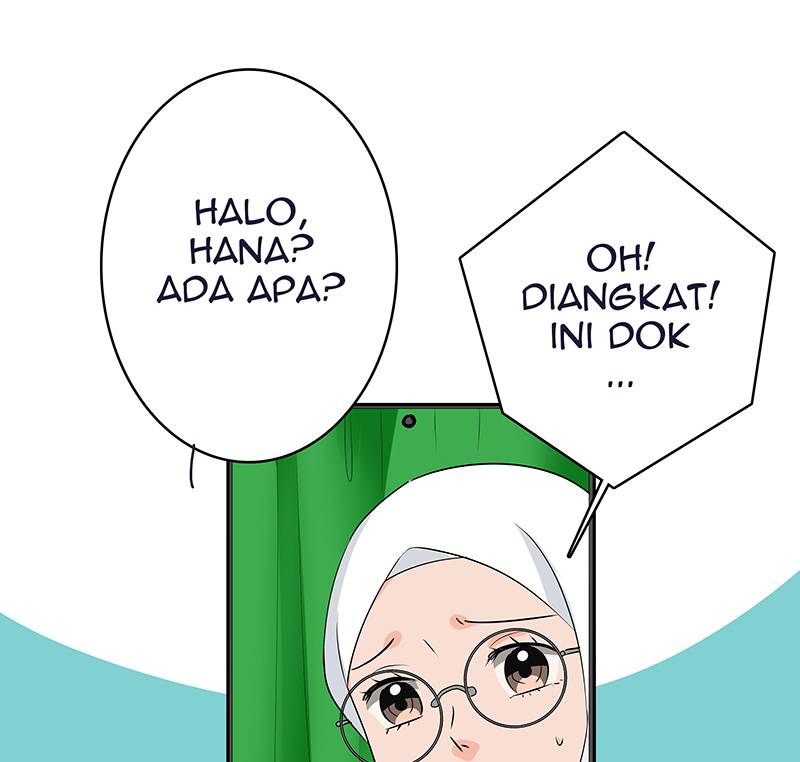 HALO,
HANA?
ADA APA?
OH!
DIANGKAT!
INI DOK
...